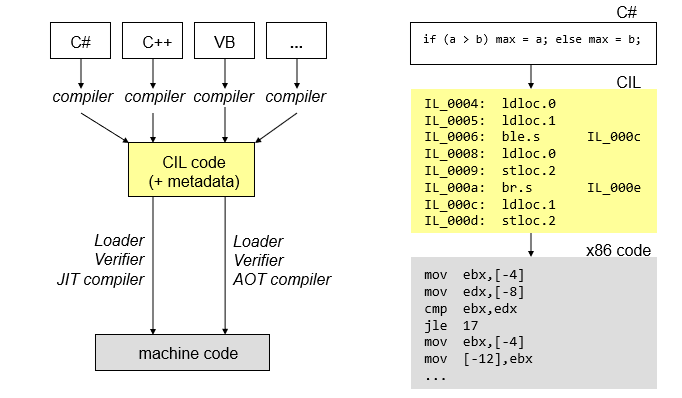 C# C++ VB ...
compiler compiler compiler compiler
CIL code
(+ metadata)
Loader
Verifier
JIT compiler
Loader
Verifier
AOT compiler
machine code
C#
if (a > b) max = a; else max = b;
CIL
IL_0004: ldloc.0
IL_0005: ldloc.1
IL_0006: ble.s IL_000c
IL_0008: ldloc.0
IL_0009: stloc.2
IL_000a: br.s IL_000e
IL_000c: ldloc.1
IL_000d: stloc.2
x86 code
mov ebx,[-4]
mov edx,[-8]
cmp ebx,edx
jle 17
mov ebx,[-4]
mov [-12],ebx
...